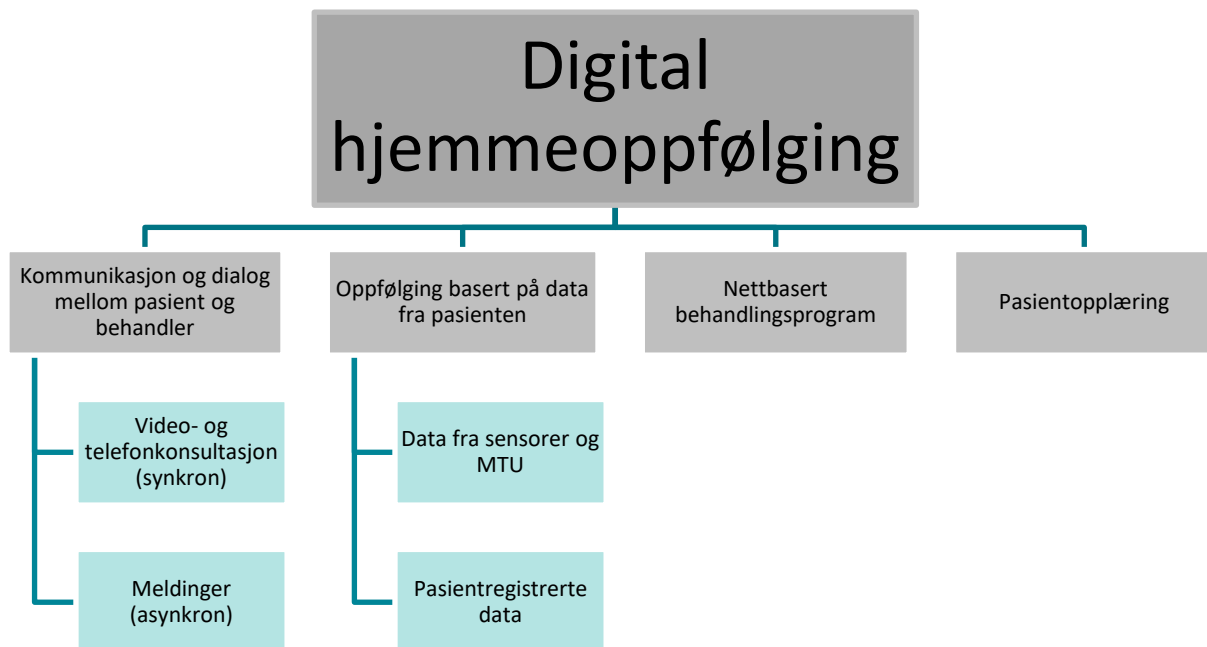 Digital
hjemmeoppfølging
Kommunikasjon og dialog
mellom pasient og
behandler
Oppfølging basert på data
fra pasienten
Nettbasert
behandlingsprogram
Pasientopplæring
Video- og
telefonkonsultasjon
(synkron)
Data fra sensorer og
MTU
Meldinger
(asynkron)
Pasientregistrerte
data